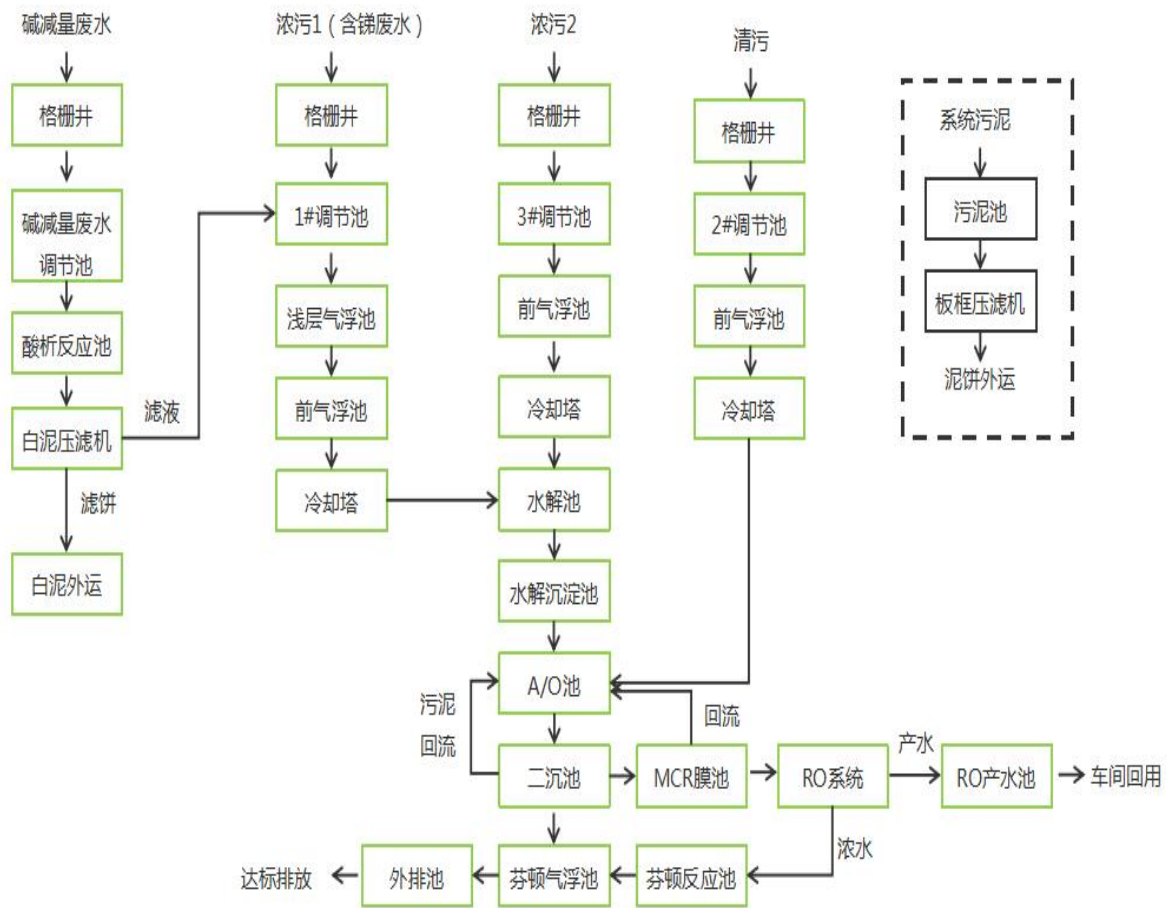 碱减量废水
格栅井
碱减量废水
调节池
酸析反应池
白泥压滤机
滤液
滤饼
白泥外运
浓污1（含锑废水）
格栅井
1#调节池
浅层气浮池
前气浮池
冷却塔
浓污2
格栅井
3#调节池
前气浮池
冷却塔
水解池
水解沉淀池
A/O池
污泥
回流
二沉池
回流
MCR膜池
RO系统
产水
RO产水池
车间回用
浓水
芬顿反应池
芬顿气浮池
外排池
达标排放
清污
格栅井
2#调节池
前气浮池
冷却塔
系统污泥
污泥池
板框压滤机
泥饼外运